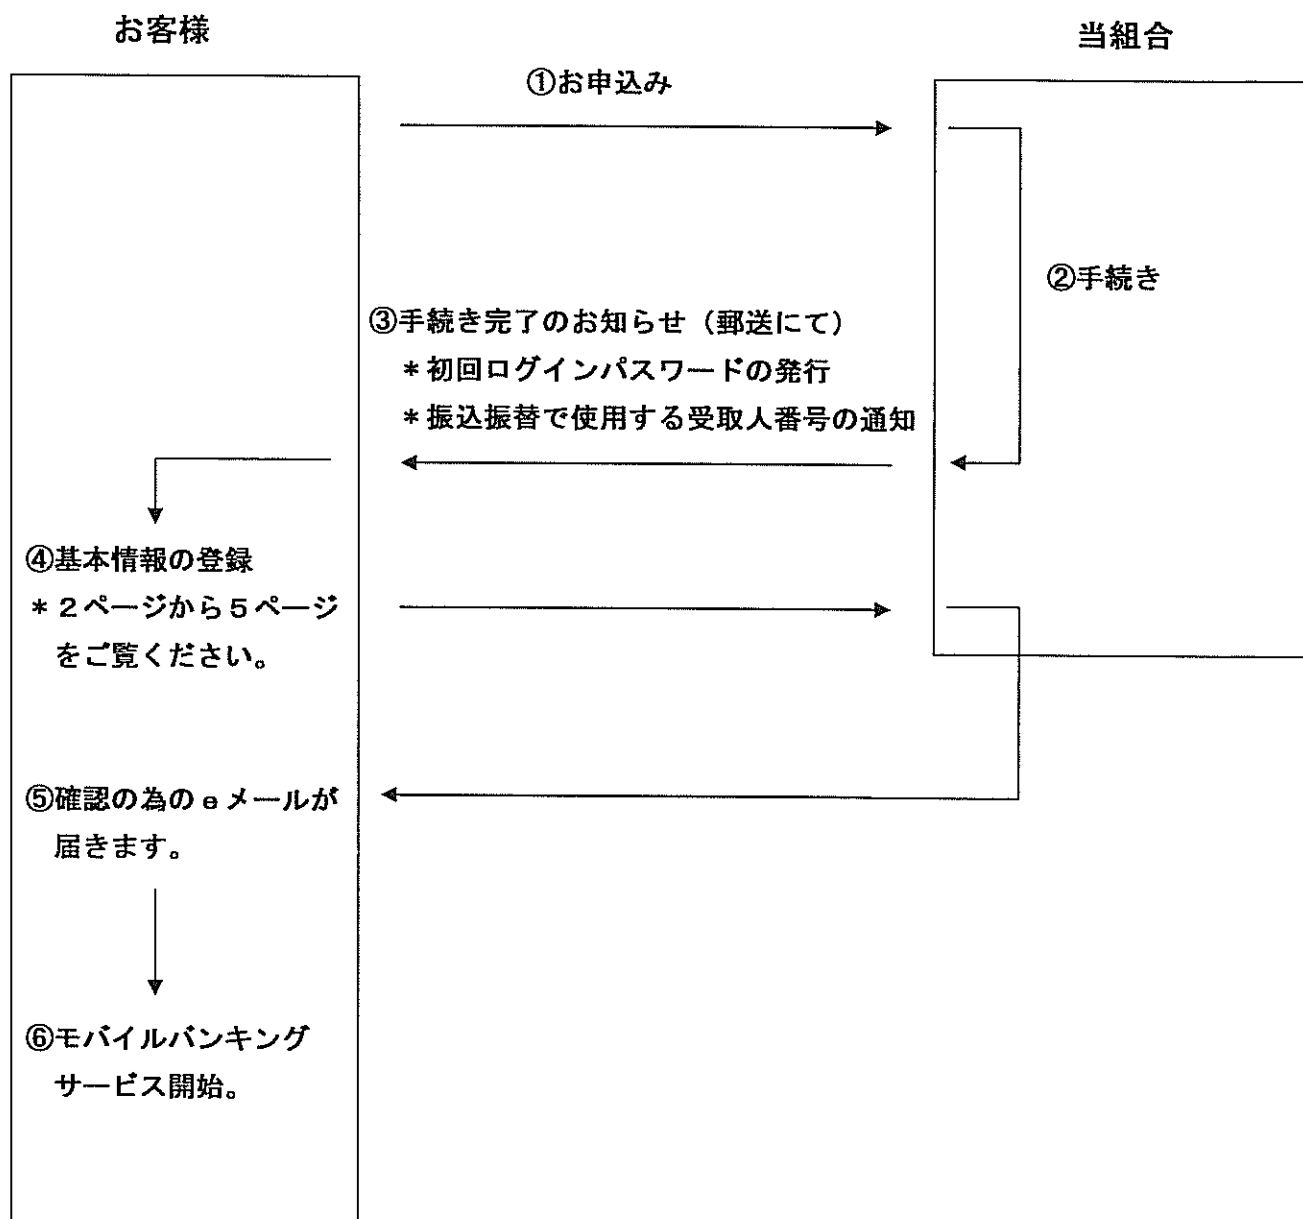 お客様
当組合
①お申込み
②手続き
③手続き完了のお知らせ（郵送にて）
＊初回ログインパスワードの発行
＊振込振替で使用する受取人番号の通知
④基本情報の登録
＊２ページから５ページ
をご覧ください。
⑤確認の為のｅメールが
届きます。
⑥モバイルバンキング
サービス開始。